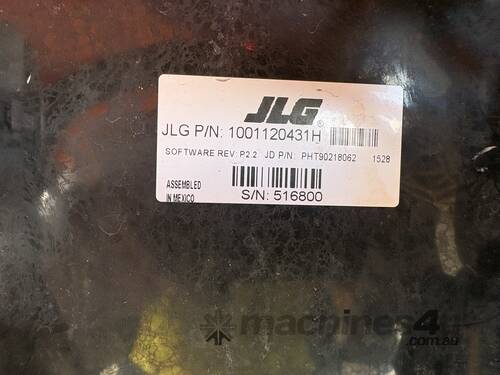 JLG®
JLG P/N: 1001120431H
SOFTWARE REV: P2.2 JD P/N: PHT90218062 1528
ASSEMBLED
IN MEXICO
S/N: 516800
machines4u
.com.au